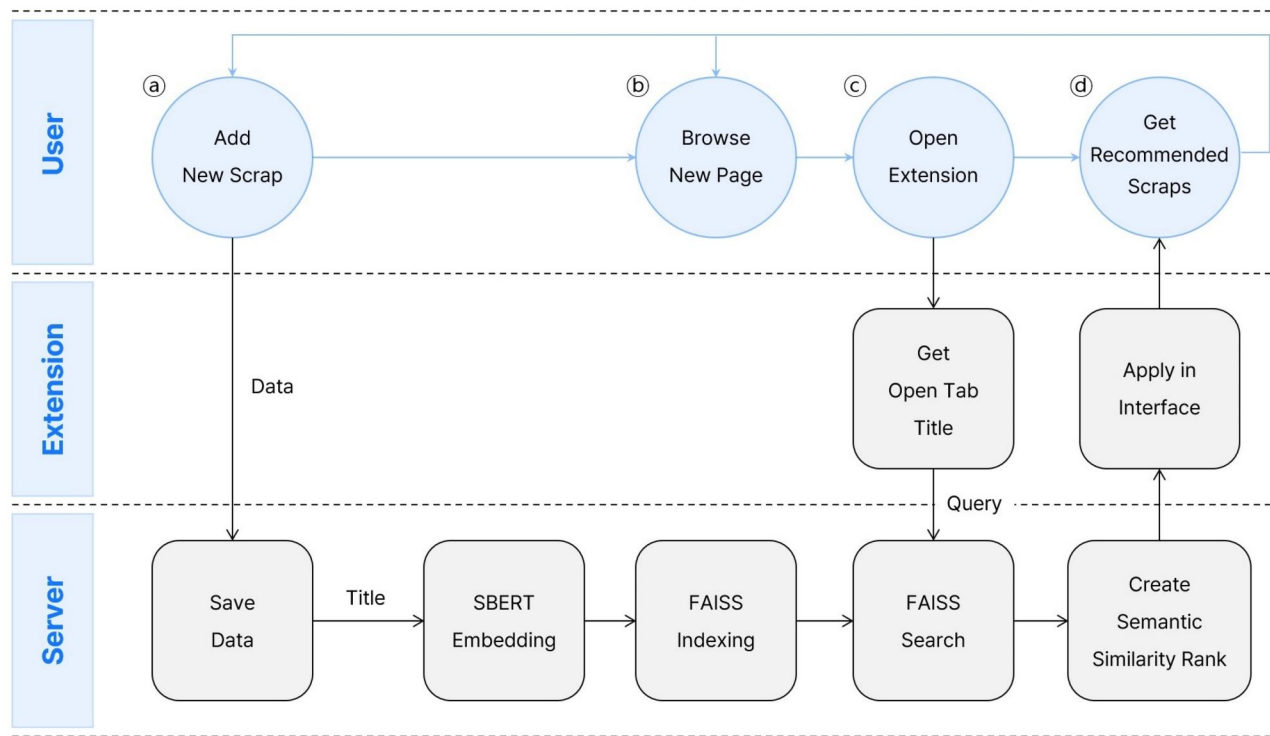 User
ⓐ
Add
New Scrap
ⓑ
Browse
New Page
ⓒ
Open
Extension
ⓓ
Get
Recommended
Scraps
Extension
Data
Get
Open Tab
Title
Apply in
Interface
Query
Server
Save
Data
Title
SBERT
Embedding
FAISS
Indexing
FAISS
Search
Create
Semantic
Similarity Rank